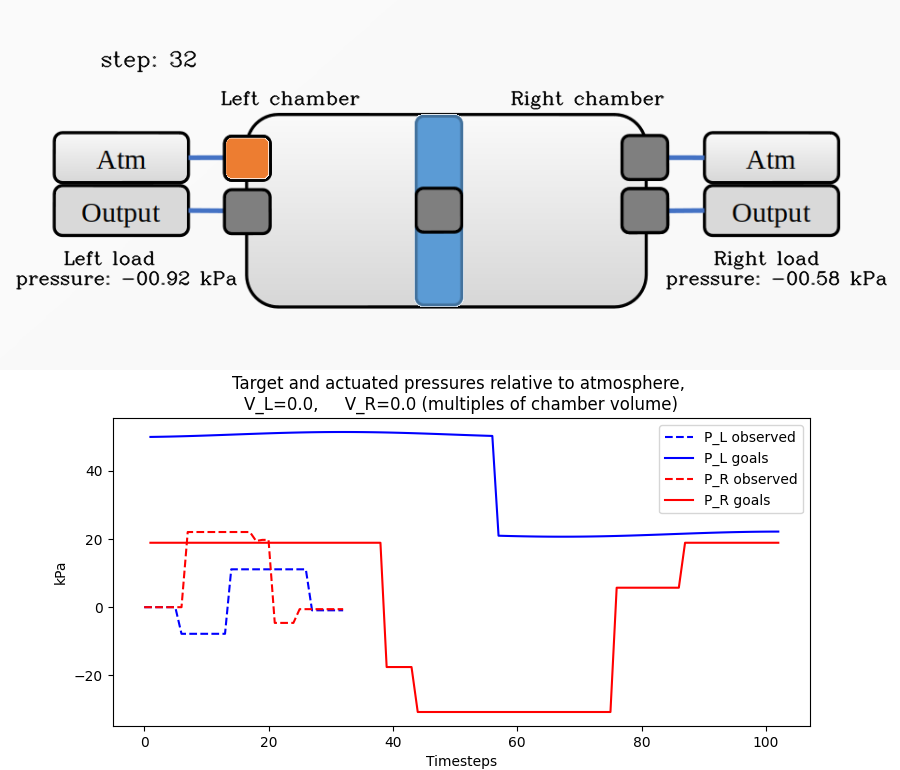 step: 32
Left chamber
Right chamber
Atm
Atm
Output
Output
Left load
pressure: −00.92 kPa
Right load
pressure: −00.58 kPa
Target and actuated pressures relative to atmosphere,
V_L=0.0, V_R=0.0 (multiples of chamber volume)
P_L observed
P_L goals
P_R observed
P_R goals
kPa
40
20
0
−20
0 20 40 60 80 100
Timesteps